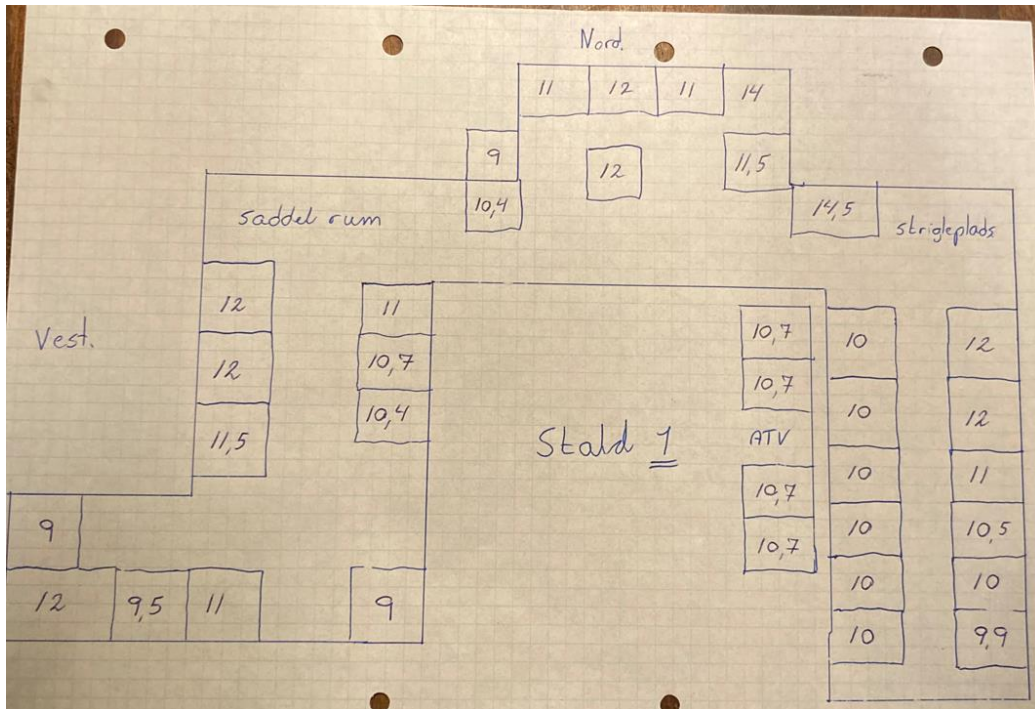 Nord.
11 12 11 14
9 12 11,5
10,4 14,5
saddel rum strigleplads
12 11 10,7 10 12
Vest.
12 10,7 10,7 10 12
11,5 10,4 Stald 1 ATV 10 11
9 10,7 10 10,5
12 9,5 11 9 10,7 10 10
10 9,9